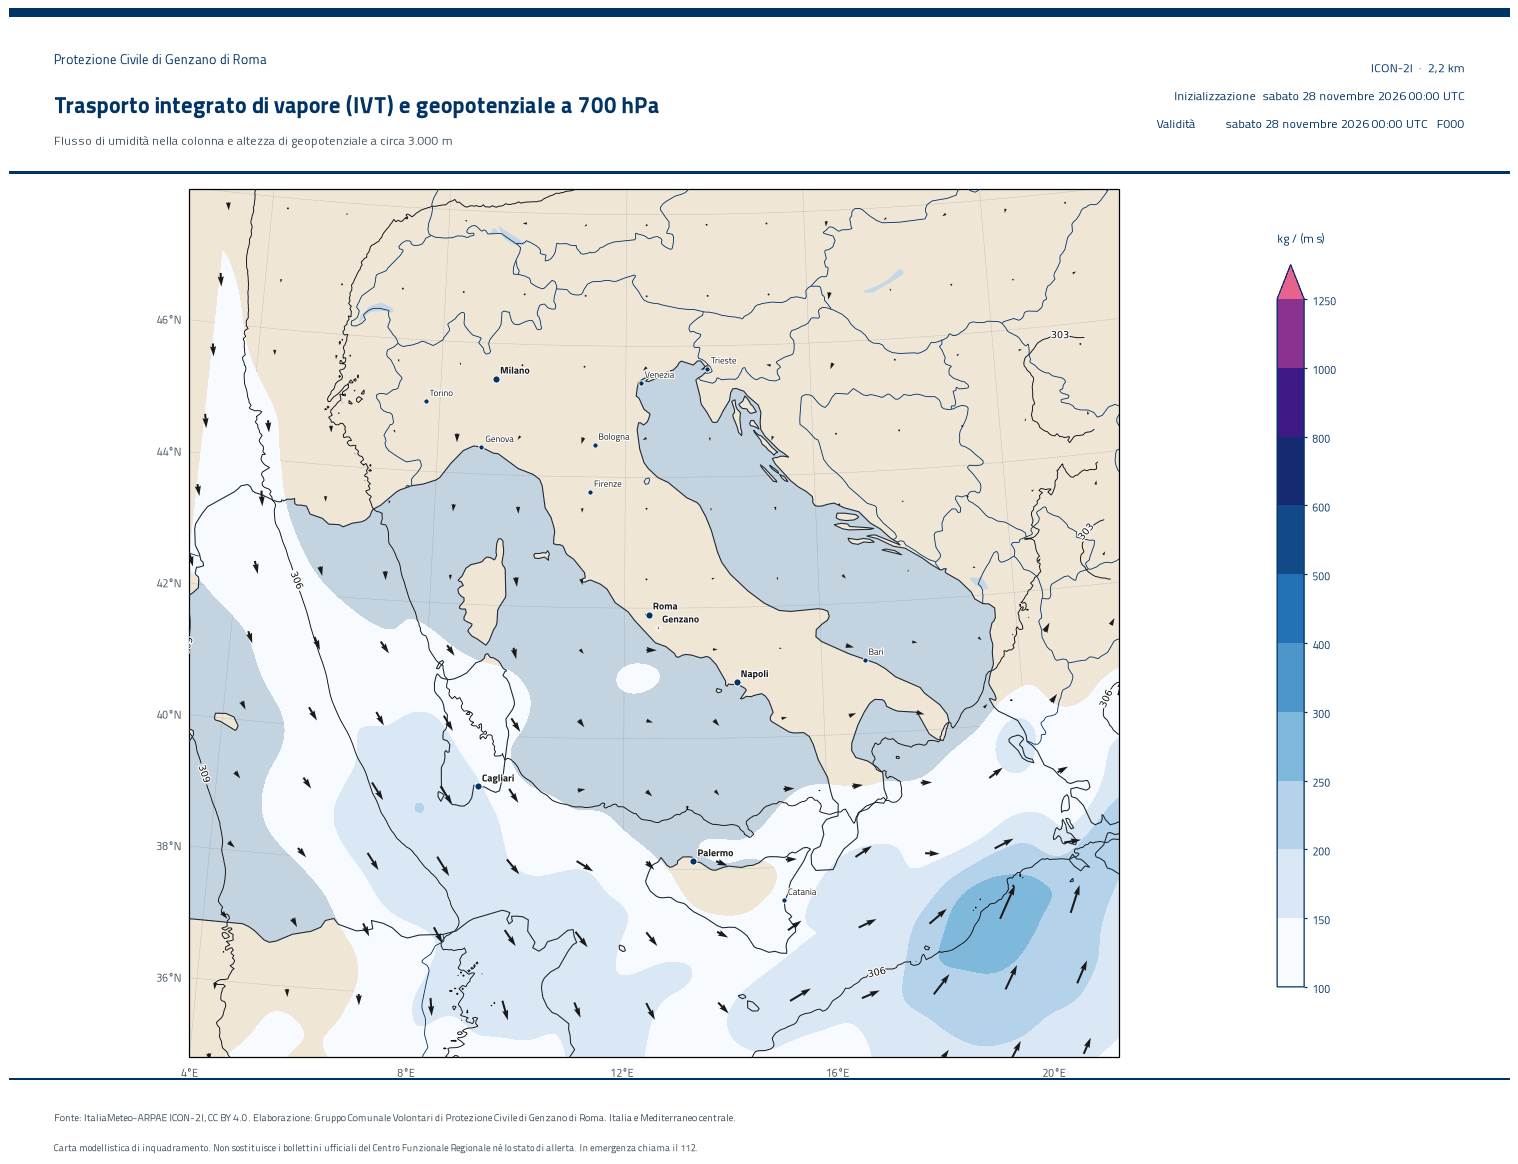 Protezione Civile di Genzano di Roma
Trasporto integrato di vapore (IVT) e geopotenziale a 700 hPa
Flusso di umidità nella colonna e altezza di geopotenziale a circa 3.000 m
ICON-2I · 2,2 km
Inizializzazione sabato 28 novembre 2026 00:00 UTC
Validità sabato 28 novembre 2026 00:00 UTC F000
kg / (m s)
1250
1000
800
600
500
400
300
250
200
150
100
46°N
44°N
42°N
40°N
38°N
36°N
4°E
8°E
12°E
16°E
20°E
303
Trieste
Milano
Venezia
Torino
Genova
Bologna
Firenze
303
306
Roma
Genzano
Bari
Napoli
306
309
Cagliari
Palermo
Catania
306
Fonte: ItaliaMeteo-ARPAE ICON-2I, CC BY 4.0. Elaborazione: Gruppo Comunale Volontari di Protezione Civile di Genzano di Roma. Italia e Mediterraneo centrale.
Carta modellistica di inquadramento. Non sostituisce i bollettini ufficiali del Centro Funzionale Regionale né lo stato di allerta. In emergenza chiama il 112.